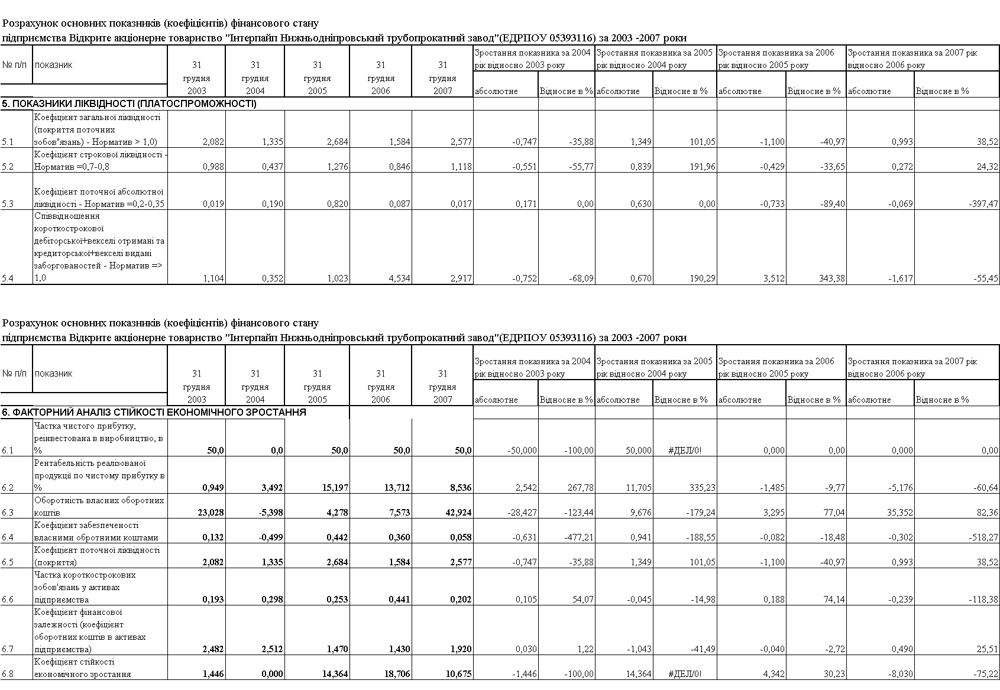 Розрахунок основних показників (коефіцієнтів) фінансового стану
підприємства Відкрите акціонерне товариство "Інтерпайп Нижньодніпровський трубопрокатний завод"(ЕДРПОУ 05393116) за 2003 -2007 роки
№ п/п показник 31 грудня 2003 31 грудня 2004 31 грудня 2005 31 грудня 2006 31 грудня 2007 Зростання показника за 2004 рік відносно 2003 року Зростання показника за 2005 рік відносно 2004 року Зростання показника за 2006 рік відносно 2005 року Зростання показника за 2007 рік відносно 2006 року
абсолютне Відносне в % абсолютне Відносне в % абсолютне Відносне в % абсолютне Відносне в %
5. ПОКАЗНИКИ ЛІКВІДНОСТІ (ПЛАТОСПРОМОЖНОСТІ)
Коефіцієнт загальної ліквідності
(покриття поточних
5.1 зобов"язань) - Норматив > 1,0) 2,082 1,335 2,684 1,584 2,577 -0,747 -35,88 1,349 101,05 -1,100 -40,97 0,993 38,52
Коефіцієнт строкової ліквідності -
5.2 Норматив =0,7-0,8 0,988 0,437 1,276 0,846 1,118 -0,551 -55,77 0,839 191,96 -0,429 -33,65 0,272 24,32
Коефіцієнт поточної абсолютної
5.3 ліквідності - Норматив =0,2-0,35 0,019 0,190 0,820 0,087 0,017 0,171 0,00 0,630 0,00 -0,733 -89,40 -0,069 -397,47
Співвідношення
короткострокової
дебіторської+векселі отримані та
кредиторської+векселі видані
заборгованостей - Норматив =>
5.4 1,0 1,104 0,352 1,023 4,534 2,917 -0,752 -68,09 0,670 190,29 3,512 343,38 -1,617 -55,45
Розрахунок основних показників (коефіцієнтів) фінансового стану
підприємства Відкрите акціонерне товариство "Інтерпайп Нижньодніпровський трубопрокатний завод"(ЕДРПОУ 05393116) за 2003 -2007 роки
№ п/п показник 31 грудня 2003 31 грудня 2004 31 грудня 2005 31 грудня 2006 31 грудня 2007 Зростання показника за 2004 рік відносно 2003 року Зростання показника за 2005 рік відносно 2004 року Зростання показника за 2006 рік відносно 2005 року Зростання показника за 2007 рік відносно 2006 року
абсолютне Відносне в % абсолютне Відносне в % абсолютне Відносне в % абсолютне Відносне в %
6. ФАКТОРНИЙ АНАЛІЗ СТІЙКОСТІ ЕКОНОМІЧНОГО ЗРОСТАННЯ
Частка чистого прибутку,
реінвестована в виробництво, в
6.1 % 50,0 0,0 50,0 50,0 50,0 -50,000 -100,00 50,000 #ДЕЛ/0! 0,000 0,00 0,000 0,00
Рентабельність реалізованої
продукції по чистому прибутку в
6.2 % 0,949 3,492 15,197 13,712 8,536 2,542 267,78 11,705 335,23 -1,485 -9,77 -5,176 -60,64
Оборотність власних оборотних
6.3 коштів 23,028 -5,398 4,278 7,573 42,924 -28,427 -123,44 9,676 -179,24 3,295 77,04 35,352 82,36
Коефіцієнт забезпеченості
6.4 власними обротними коштами 0,132 -0,499 0,442 0,360 0,058 -0,631 -477,21 0,941 -188,55 -0,082 -18,48 -0,302 -518,27
Коефіцієнт поточної ліквідності
6.5 (покриття) 2,082 1,335 2,684 1,584 2,577 -0,747 -35,88 1,349 101,05 -1,100 -40,97 0,993 38,52
Частка короткострокових
зобов'язань у активах
6.6 підприємства 0,193 0,298 0,253 0,441 0,202 0,105 54,07 -0,045 -14,98 0,188 74,14 -0,239 -118,38
Коефіцієнт фінансової
залежності (коефіцієнт
оборотних коштів в активах
6.7 підприємства) 2,482 2,512 1,470 1,430 1,920 0,030 1,22 -1,043 -41,49 -0,040 -2,72 0,490 25,51
Коефіцієнт стійкості
6.8 економічного зростання 1,446 0,000 14,364 18,706 10,675 -1,446 -100,00 14,364 #ДЕЛ/0! 4,342 30,23 -8,030 -75,22